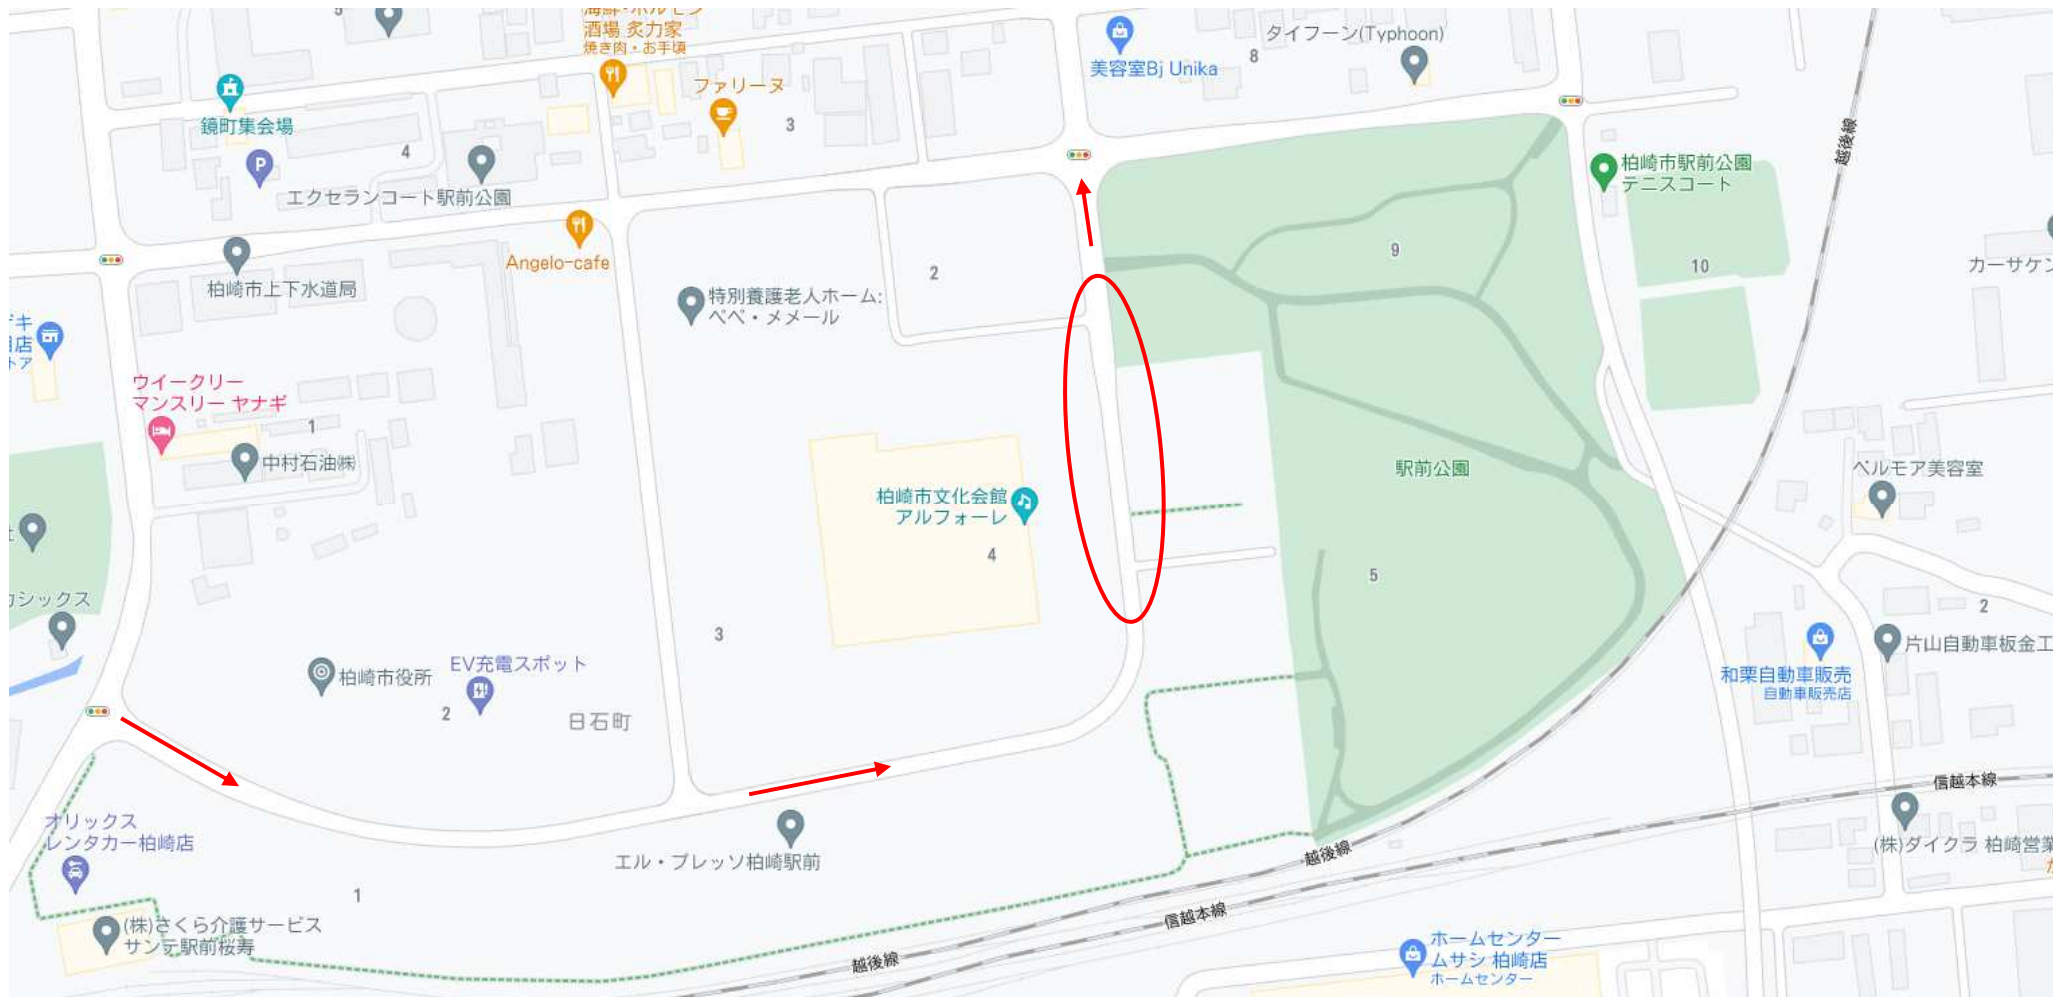 5
酒場 炙力家
焼き肉・お手頃
美容室Bj Unika
8
タイフーン(Typhoon)
鏡町集会場
ファリーヌ
3
P
4
エクセランコート駅前公園
越後線
柏崎市駅前公園
テニスコート
Angelo-cafe
柏崎市上下水道局
特別養護老人ホーム:
ペペ・メメール
2
9
10
カーサケン
キ
店
ア
ウイークリー
マンスリー ヤナギ
1
中村石油㈱
柏崎市文化会館
アルフォーレ
4
駅前公園
5
ベルモア美容室
カシックス
柏崎市役所
EV充電スポット
2
日石町
3
2
片山自動車板金工
和栗自動車販売
自動車販売店
オリックス
レンタカー柏崎店
エル・プレッソ柏崎駅前
1
(株)さくら介護サービス
サンテ駅前桜寿
越後線
信越本線
越後線
信越本線
(株)ダイクラ 柏崎営業
ホームセンター
ムサシ 柏崎店
ホームセンター